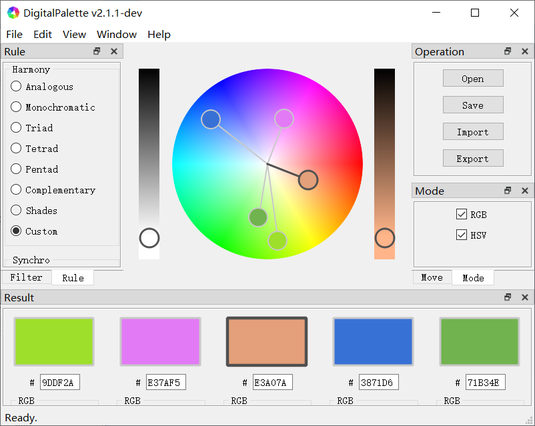 DigitalPalette v2.1.1-dev
File Edit View Window Help
Rule
Harmony
Analogous
Monochromatic
Triad
Tetrad
Pentad
Complementary
Shades
Custom
Synchro
Filter Rule
Operation
Open
Save
Import
Export
Mode
RGB
HSV
Move Mode
Result
# 9DDF2A # E37AF5 # E3A07A # 3871D6 # 71B34E
RGB RGB RGB RGB RGB
Ready.